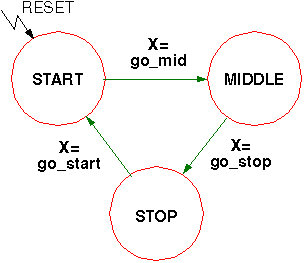 RESET
X=
go_mid
START
MIDDLE
X=
go_start
X=
go_stop
STOP